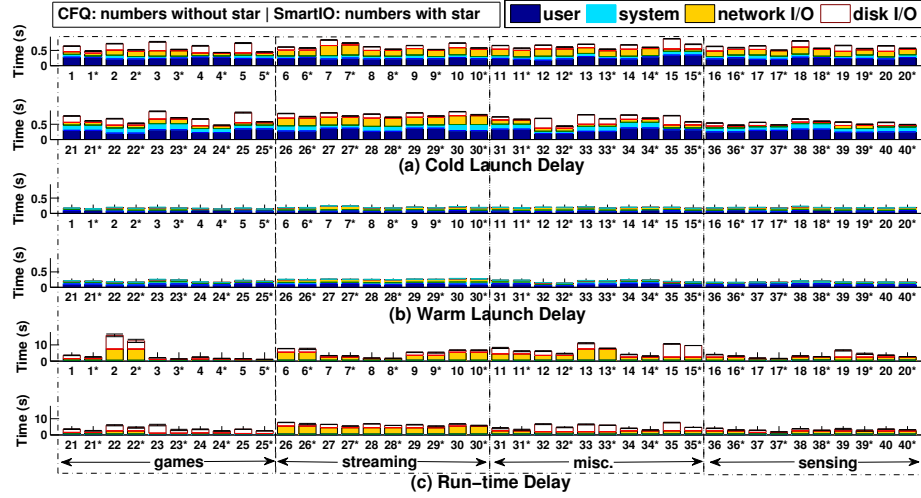 CFQ: numbers without star | SmartIO: numbers with star
user system network I/O disk I/O
Time (s)
0.5
0
1 1* 2 2* 3 3* 4 4* 5 5* 6 6* 7 7* 8 8* 9 9* 10 10* 11 11* 12 12* 13 13* 14 14* 15 15* 16 16* 17 17* 18 18* 19 19* 20 20*
Time (s)
0.5
0
21 21* 22 22* 23 23* 24 24* 25 25* 26 26* 27 27* 28 28* 29 29* 30 30* 31 31* 32 32* 33 33* 34 34* 35 35* 36 36* 37 37* 38 38* 39 39* 40 40*
(a) Cold Launch Delay
Time (s)
0.5
0
1 1* 2 2* 3 3* 4 4* 5 5* 6 6* 7 7* 8 8* 9 9* 10 10* 11 11* 12 12* 13 13* 14 14* 15 15* 16 16* 17 17* 18 18* 19 19* 20 20*
Time (s)
0.5
0
21 21* 22 22* 23 23* 24 24* 25 25* 26 26* 27 27* 28 28* 29 29* 30 30* 31 31* 32 32* 33 33* 34 34* 35 35* 36 36* 37 37* 38 38* 39 39* 40 40*
(b) Warm Launch Delay
Time (s)
10
0
1 1* 2 2* 3 3* 4 4* 5 5* 6 6* 7 7* 8 8* 9 9* 10 10* 11 11* 12 12* 13 13* 14 14* 15 15* 16 16* 17 17* 18 18* 19 19* 20 20*
Time (s)
10
0
21 21* 22 22* 23 23* 24 24* 25 25* 26 26* 27 27* 28 28* 29 29* 30 30* 31 31* 32 32* 33 33* 34 34* 35 35* 36 36* 37 37* 38 38* 39 39* 40 40*
games streaming misc. sensing
(c) Run-time Delay